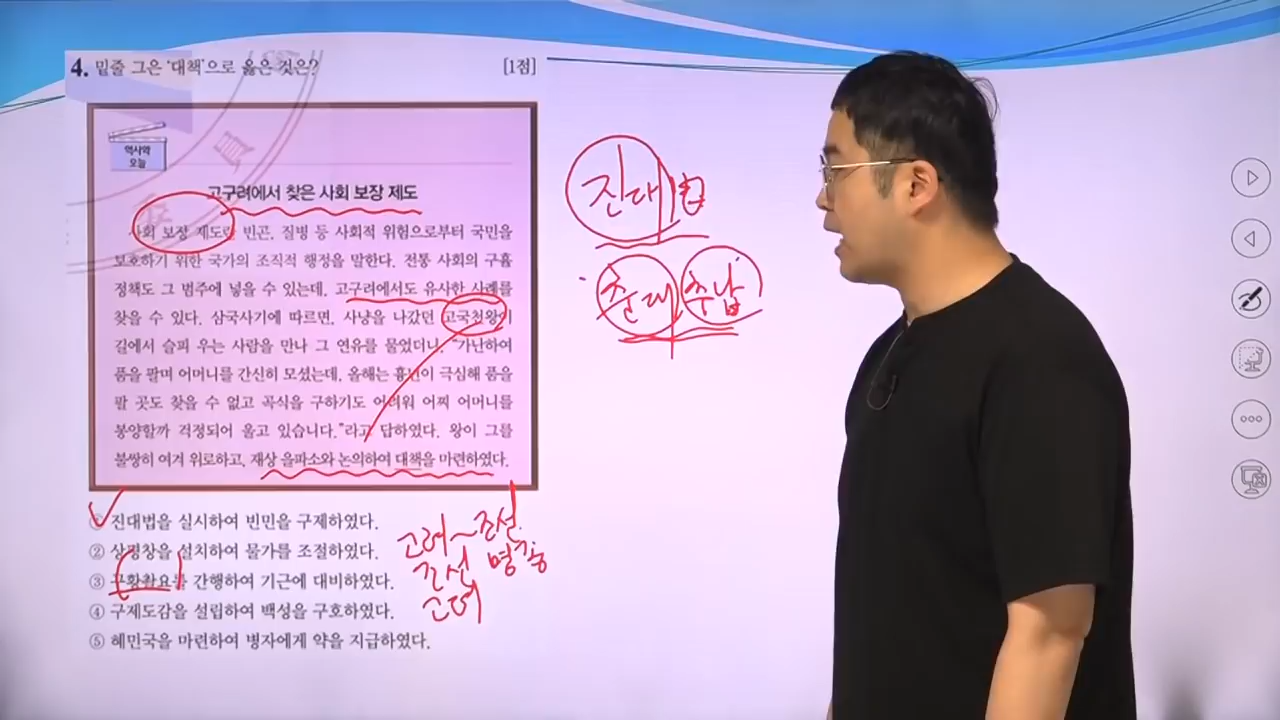 4. 밑줄 그은 '대책'으로 옳은 것은? [1점]
역사와
오늘
고구려에서 찾은 사회 보장 제도
사회 보장 제도란 빈곤, 질병 등 사회적 위험으로부터 국민을
보호하기 위한 국가의 조직적 행정을 말한다. 전통 사회의 구휼
정책도 그 범주에 넣을 수 있는데, 고구려에서도 유사한 사례를
찾을 수 있다. 삼국사기에 따르면, 사냥을 나갔던 고국천왕이
길에서 슬피 우는 사람을 만나 그 연유를 물었더니, "가난하여
품을 팔며 어머니를 간신히 모셨는데, 올해는 흉년이 극심해 품을
팔 곳도 찾을 수 없고 곡식을 구하기도 어려워 어찌 어머니를
봉양할까 걱정되어 울고 있습니다."라고 답하였다. 왕이 그를
불쌍히 여겨 위로하고, 재상 을파소와 논의하여 대책을 마련하였다.
① 진대법을 실시하여 빈민을 구제하였다.
② 상평창을 설치하여 물가를 조절하였다.
③ 구황촬요를 간행하여 기근에 대비하였다.
④ 구제도감을 설립하여 백성을 구호하였다.
⑤ 혜민국을 마련하여 병자에게 약을 지급하였다.
진대법
춘대 추납
고려~조선
조선 명종
고려